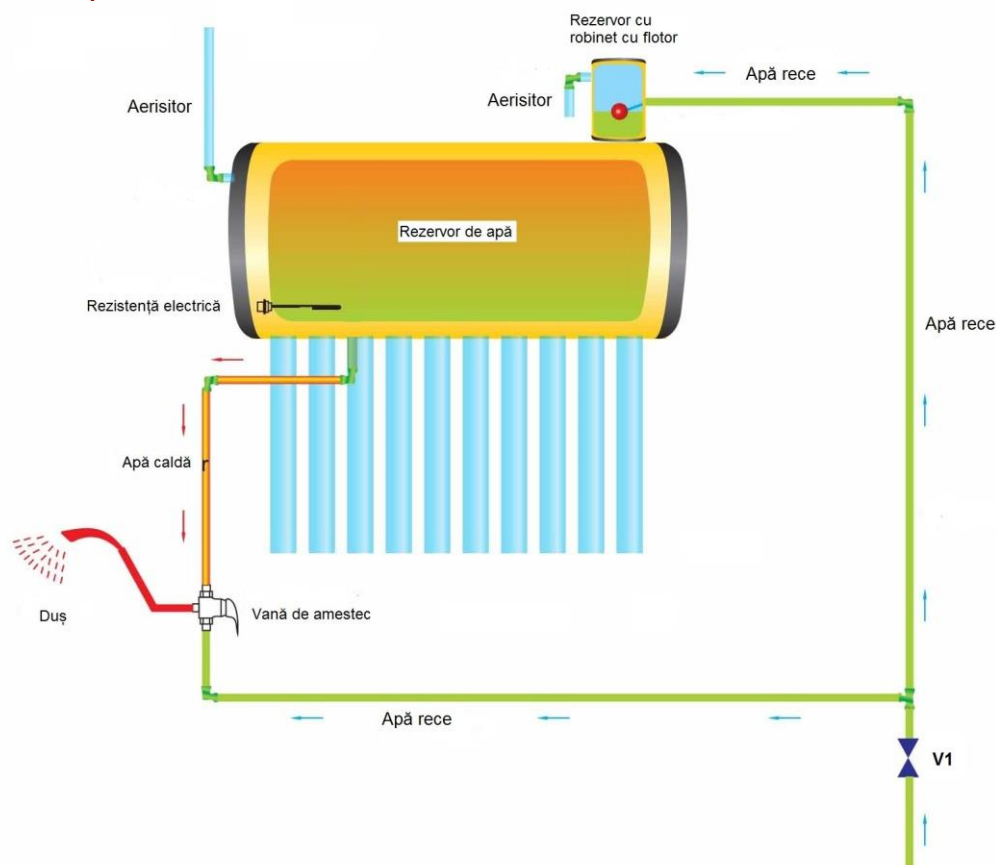 Rezervor cu
robinet cu flotor
Apă rece
Aerisitor
Aerisitor
Rezervor de apă
Rezistență electrică
Apă rece
Apă caldă
Duș
Vană de amestec
Apă rece
V1